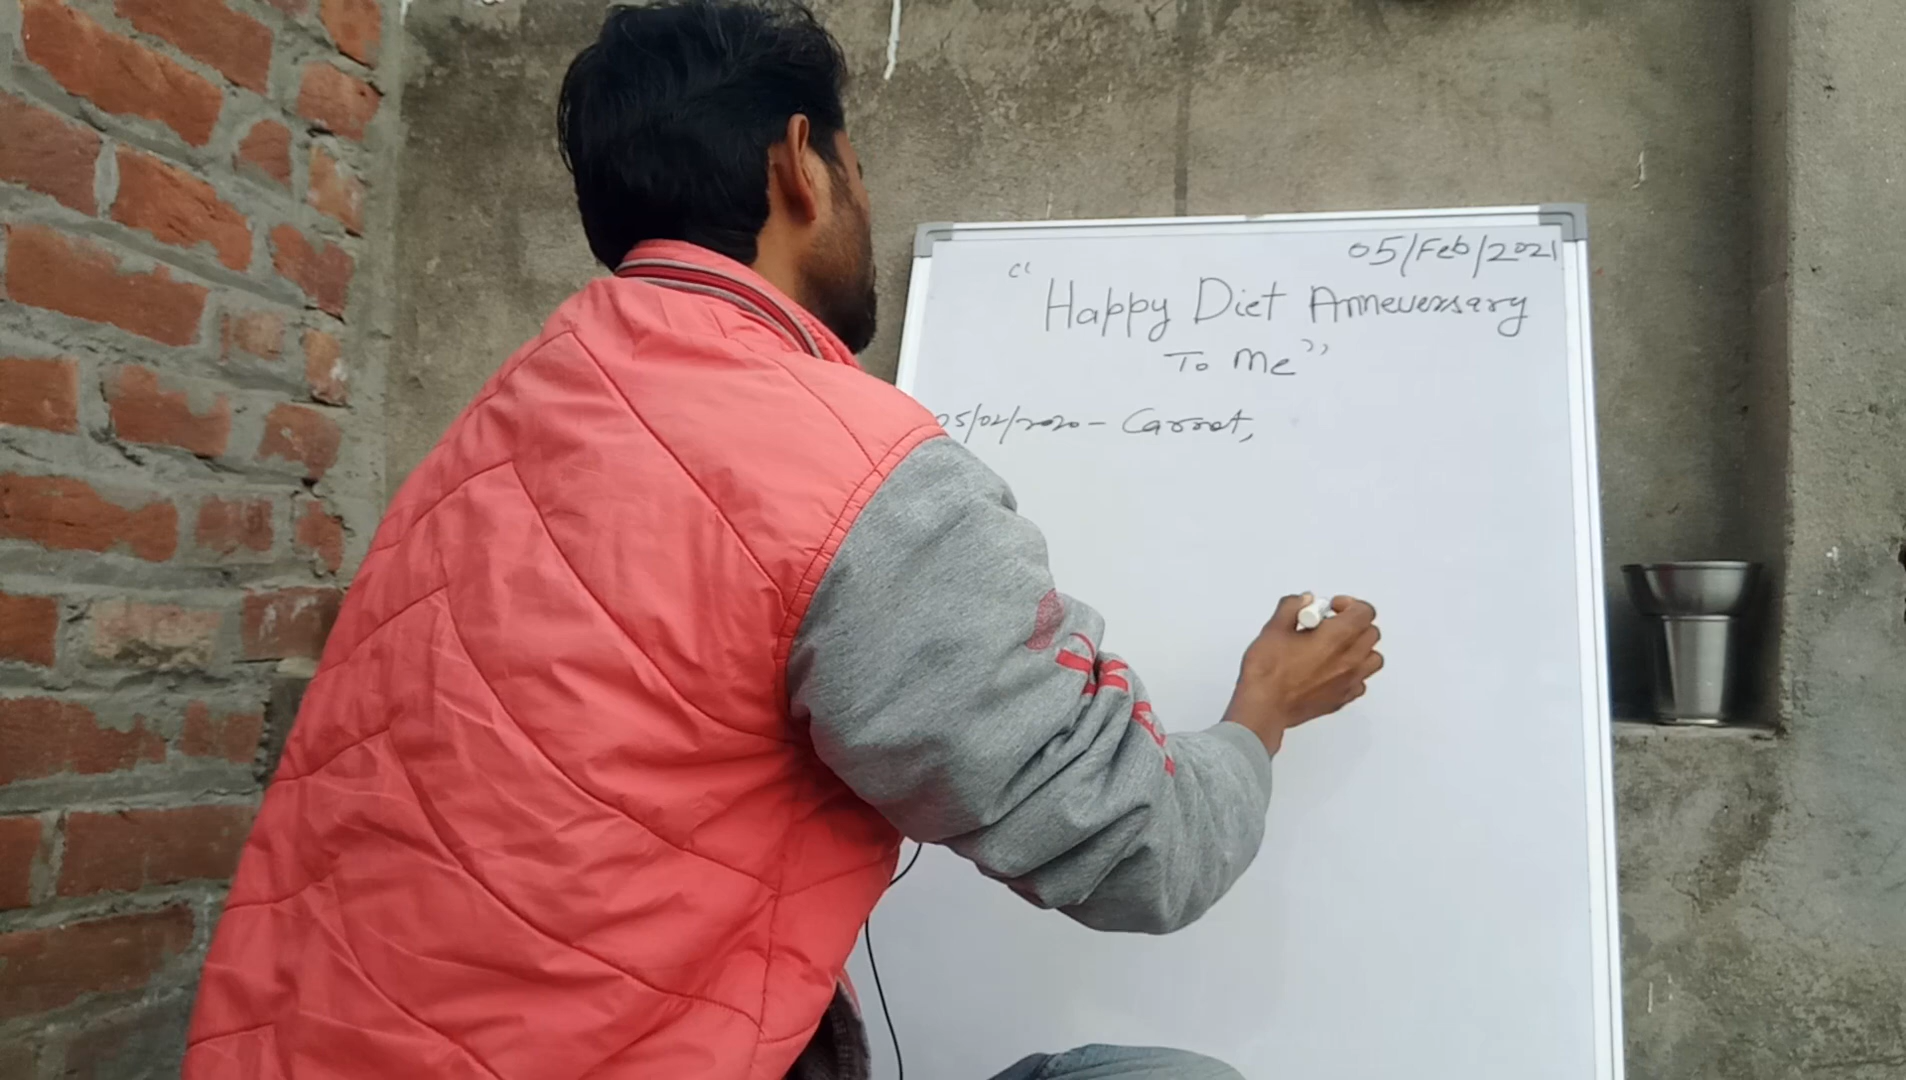 05/Feb/2021
"Happy Diet Anneversary
To Me"
05/02/2020 - Carrot,